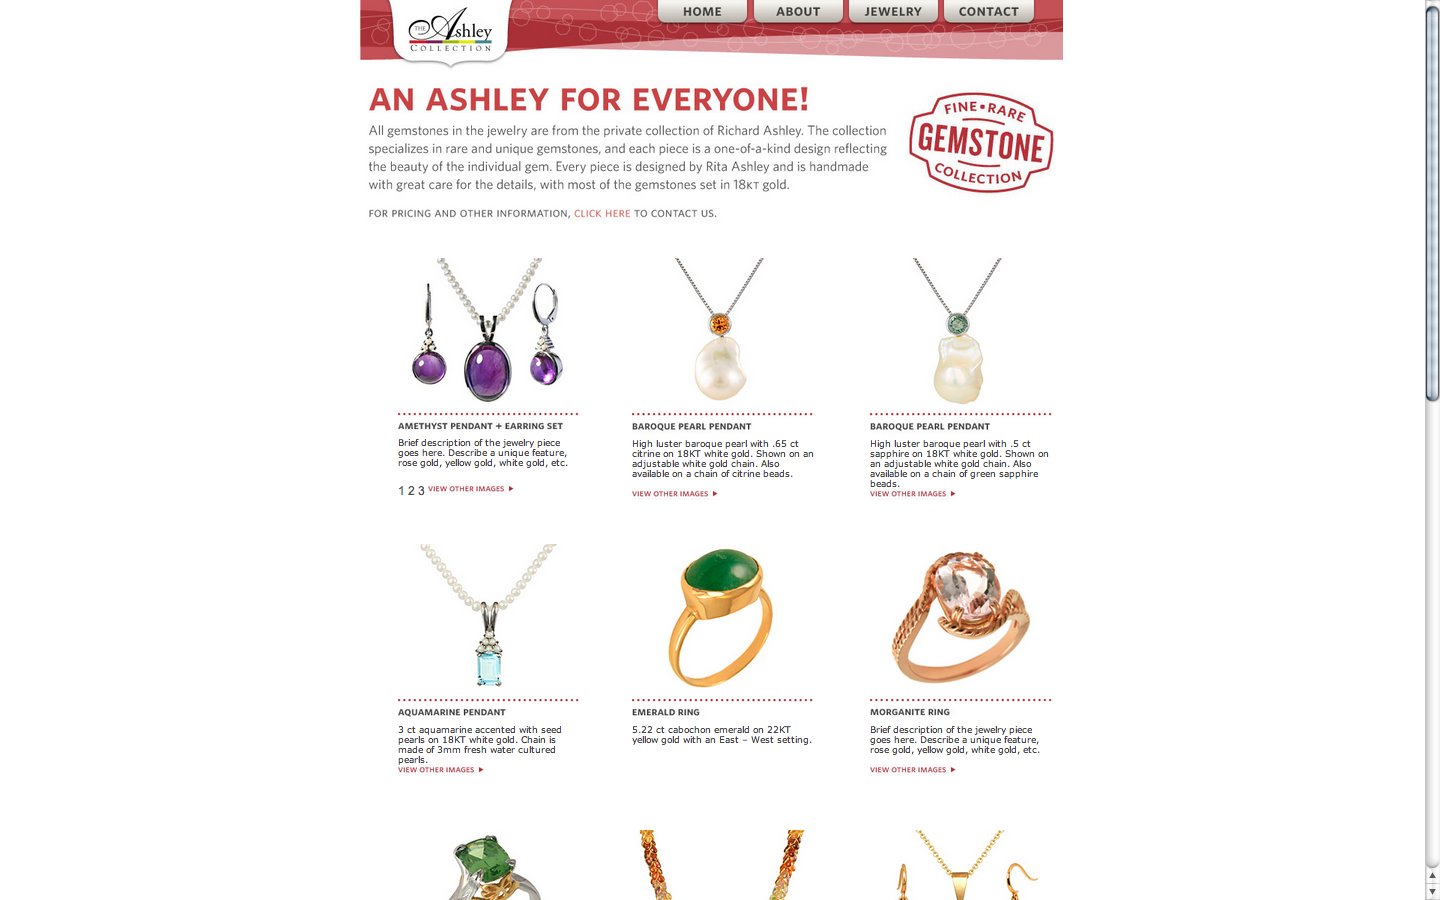 THE Ashley
COLLECTION
HOME
ABOUT
JEWELRY
CONTACT
AN ASHLEY FOR EVERYONE!
All gemstones in the jewelry are from the private collection of Richard Ashley. The collection
specializes in rare and unique gemstones, and each piece is a one-of-a-kind design reflecting
the beauty of the individual gem. Every piece is designed by Rita Ashley and is handmade
with great care for the details, with most of the gemstones set in 18KT gold.
FINE • RARE
GEMSTONE
COLLECTION
FOR PRICING AND OTHER INFORMATION, CLICK HERE TO CONTACT US.
AMETHYST PENDANT + EARRING SET
Brief description of the jewelry piece
goes here. Describe a unique feature,
rose gold, yellow gold, white gold, etc.
1 2 3 VIEW OTHER IMAGES ▶
BAROQUE PEARL PENDANT
High luster baroque pearl with .65 ct
citrine on 18KT white gold. Shown on an
adjustable white gold chain. Also
available on a chain of citrine beads.
VIEW OTHER IMAGES ▶
BAROQUE PEARL PENDANT
High luster baroque pearl with .5 ct
sapphire on 18KT white gold. Shown on
an adjustable white gold chain. Also
available on a chain of green sapphire
beads.
VIEW OTHER IMAGES ▶
AQUAMARINE PENDANT
3 ct aquamarine accented with seed
pearls on 18KT white gold. Chain is
made of 3mm fresh water cultured
pearls.
VIEW OTHER IMAGES ▶
EMERALD RING
5.22 ct cabochon emerald on 22KT
yellow gold with an East – West setting.
MORGANITE RING
Brief description of the jewelry piece
goes here. Describe a unique feature,
rose gold, yellow gold, white gold, etc.
VIEW OTHER IMAGES ▶